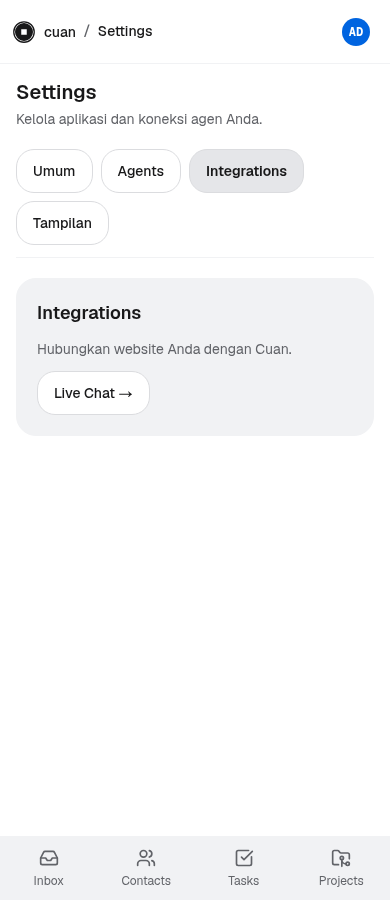 cuan / Settings
AD
Settings
Kelola aplikasi dan koneksi agen Anda.
Umum
Agents
Integrations
Tampilan
Integrations
Hubungkan website Anda dengan Cuan.
Live Chat →
Inbox
Contacts
Tasks
Projects